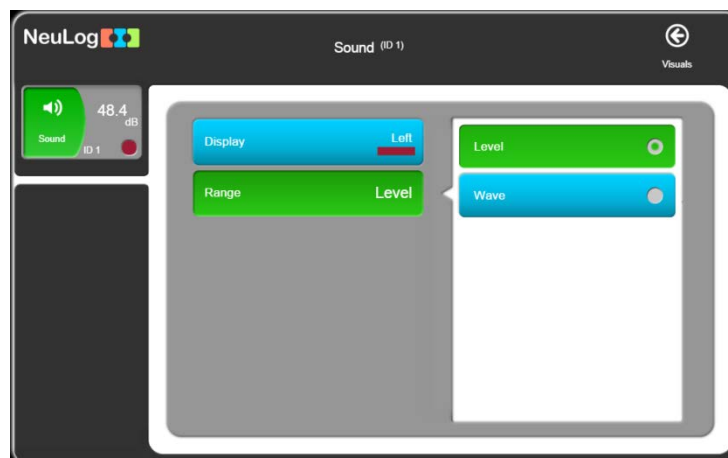 NeuLog
Sound (ID 1)
Visuals
48.4
dB
Sound
ID 1
Display Left
Range Level
Level
Wave